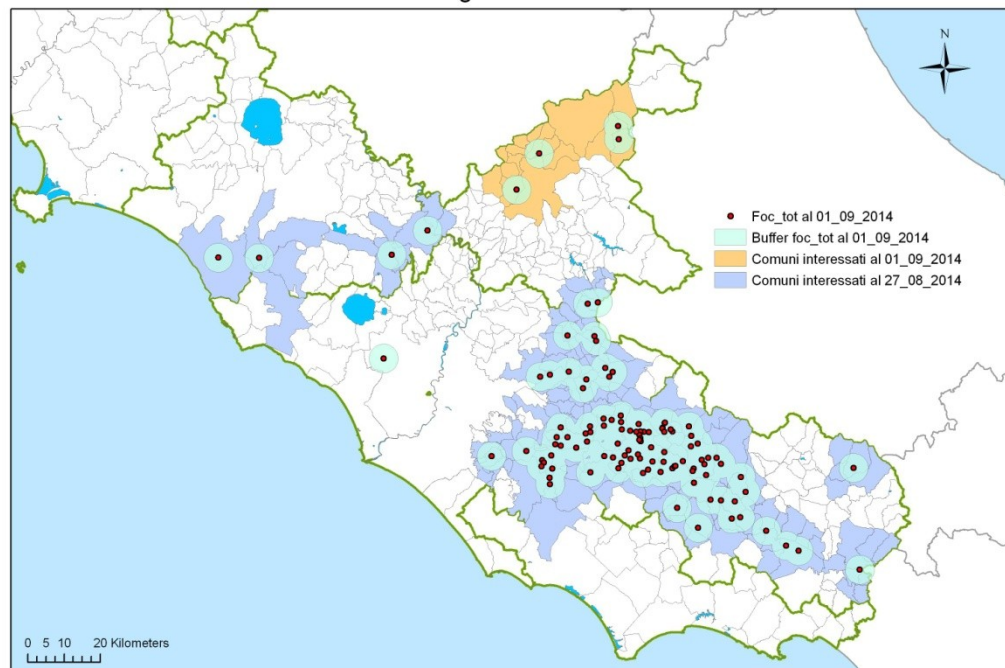 N
Foc_tot al 01_09_2014
Buffer foc_tot al 01_09_2014
Comuni interessati al 01_09_2014
Comuni interessati al 27_08_2014
0 5 10 20 Kilometers